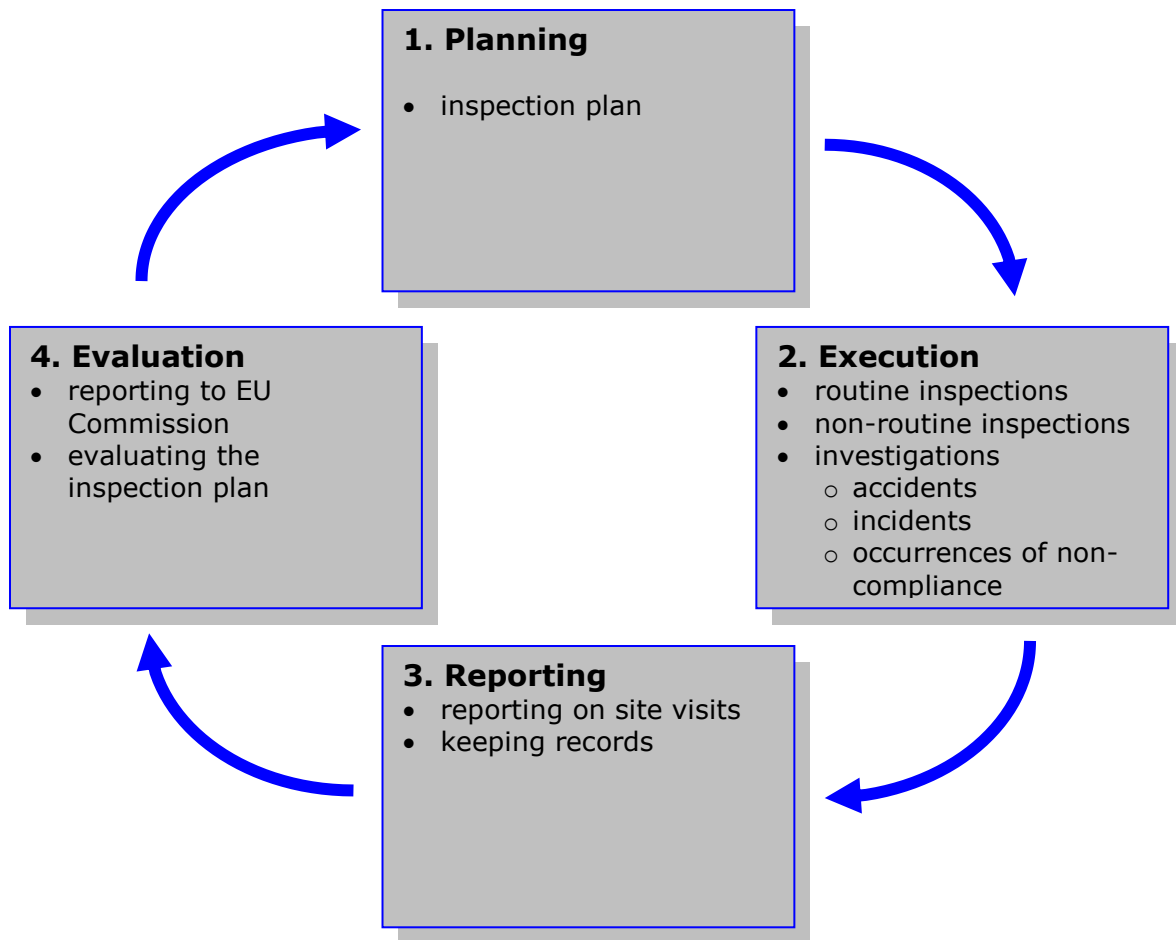 1. Planning
• inspection plan
2. Execution
• routine inspections
• non-routine inspections
• investigations
o accidents
o incidents
o occurrences of non-
compliance
3. Reporting
• reporting on site visits
• keeping records
4. Evaluation
• reporting to EU
Commission
• evaluating the
inspection plan